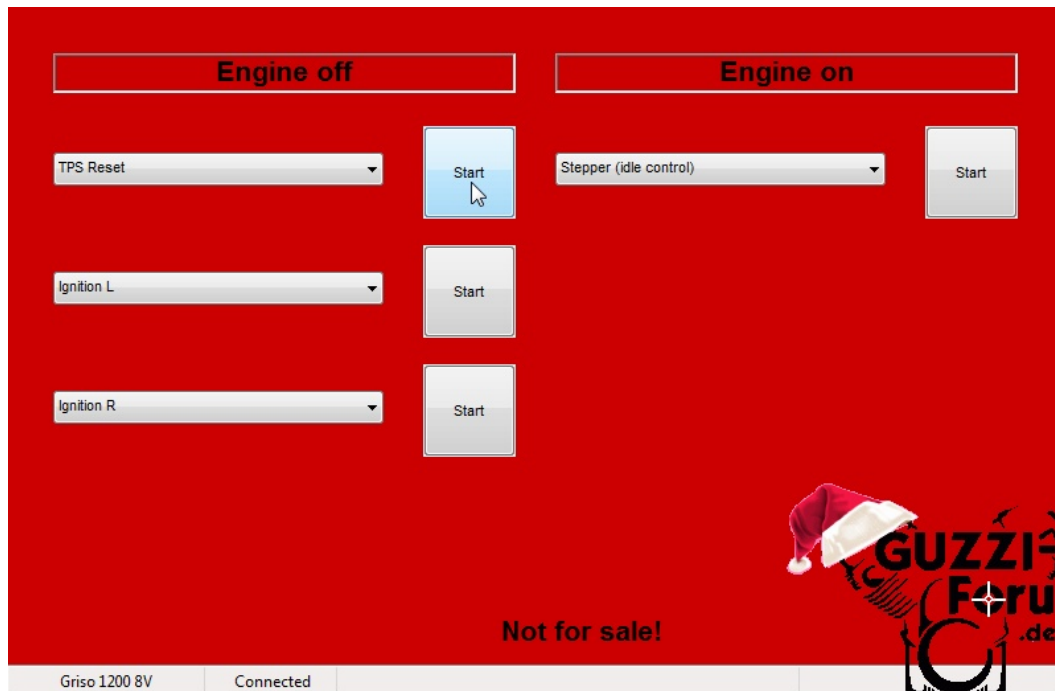 Engine off
Engine on
TPS Reset
Start
Stepper (idle control)
Start
Ignition L
Start
Ignition R
Start
GUZZI
Foru
.de
Not for sale!
Griso 1200 8V
Connected